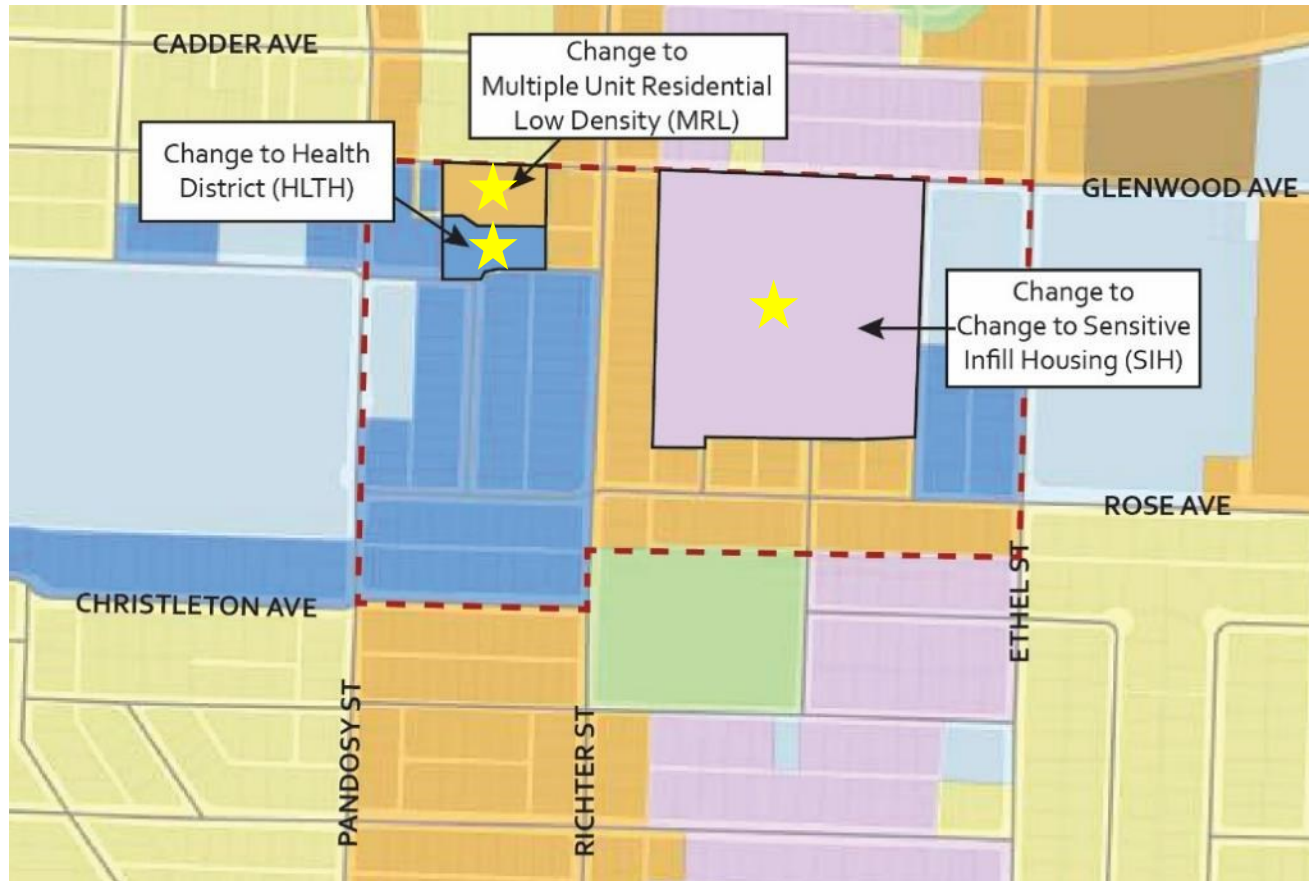 CADDER AVE
Change to
Multiple Unit Residential
Low Density (MRL)
Change to Health
District (HLTH)
GLENWOOD AVE
Change to
Change to Sensitive
Infill Housing (SIH)
ROSE AVE
CHRISTLETON AVE
ETHEL ST
PANDOSY ST
RICHTER ST